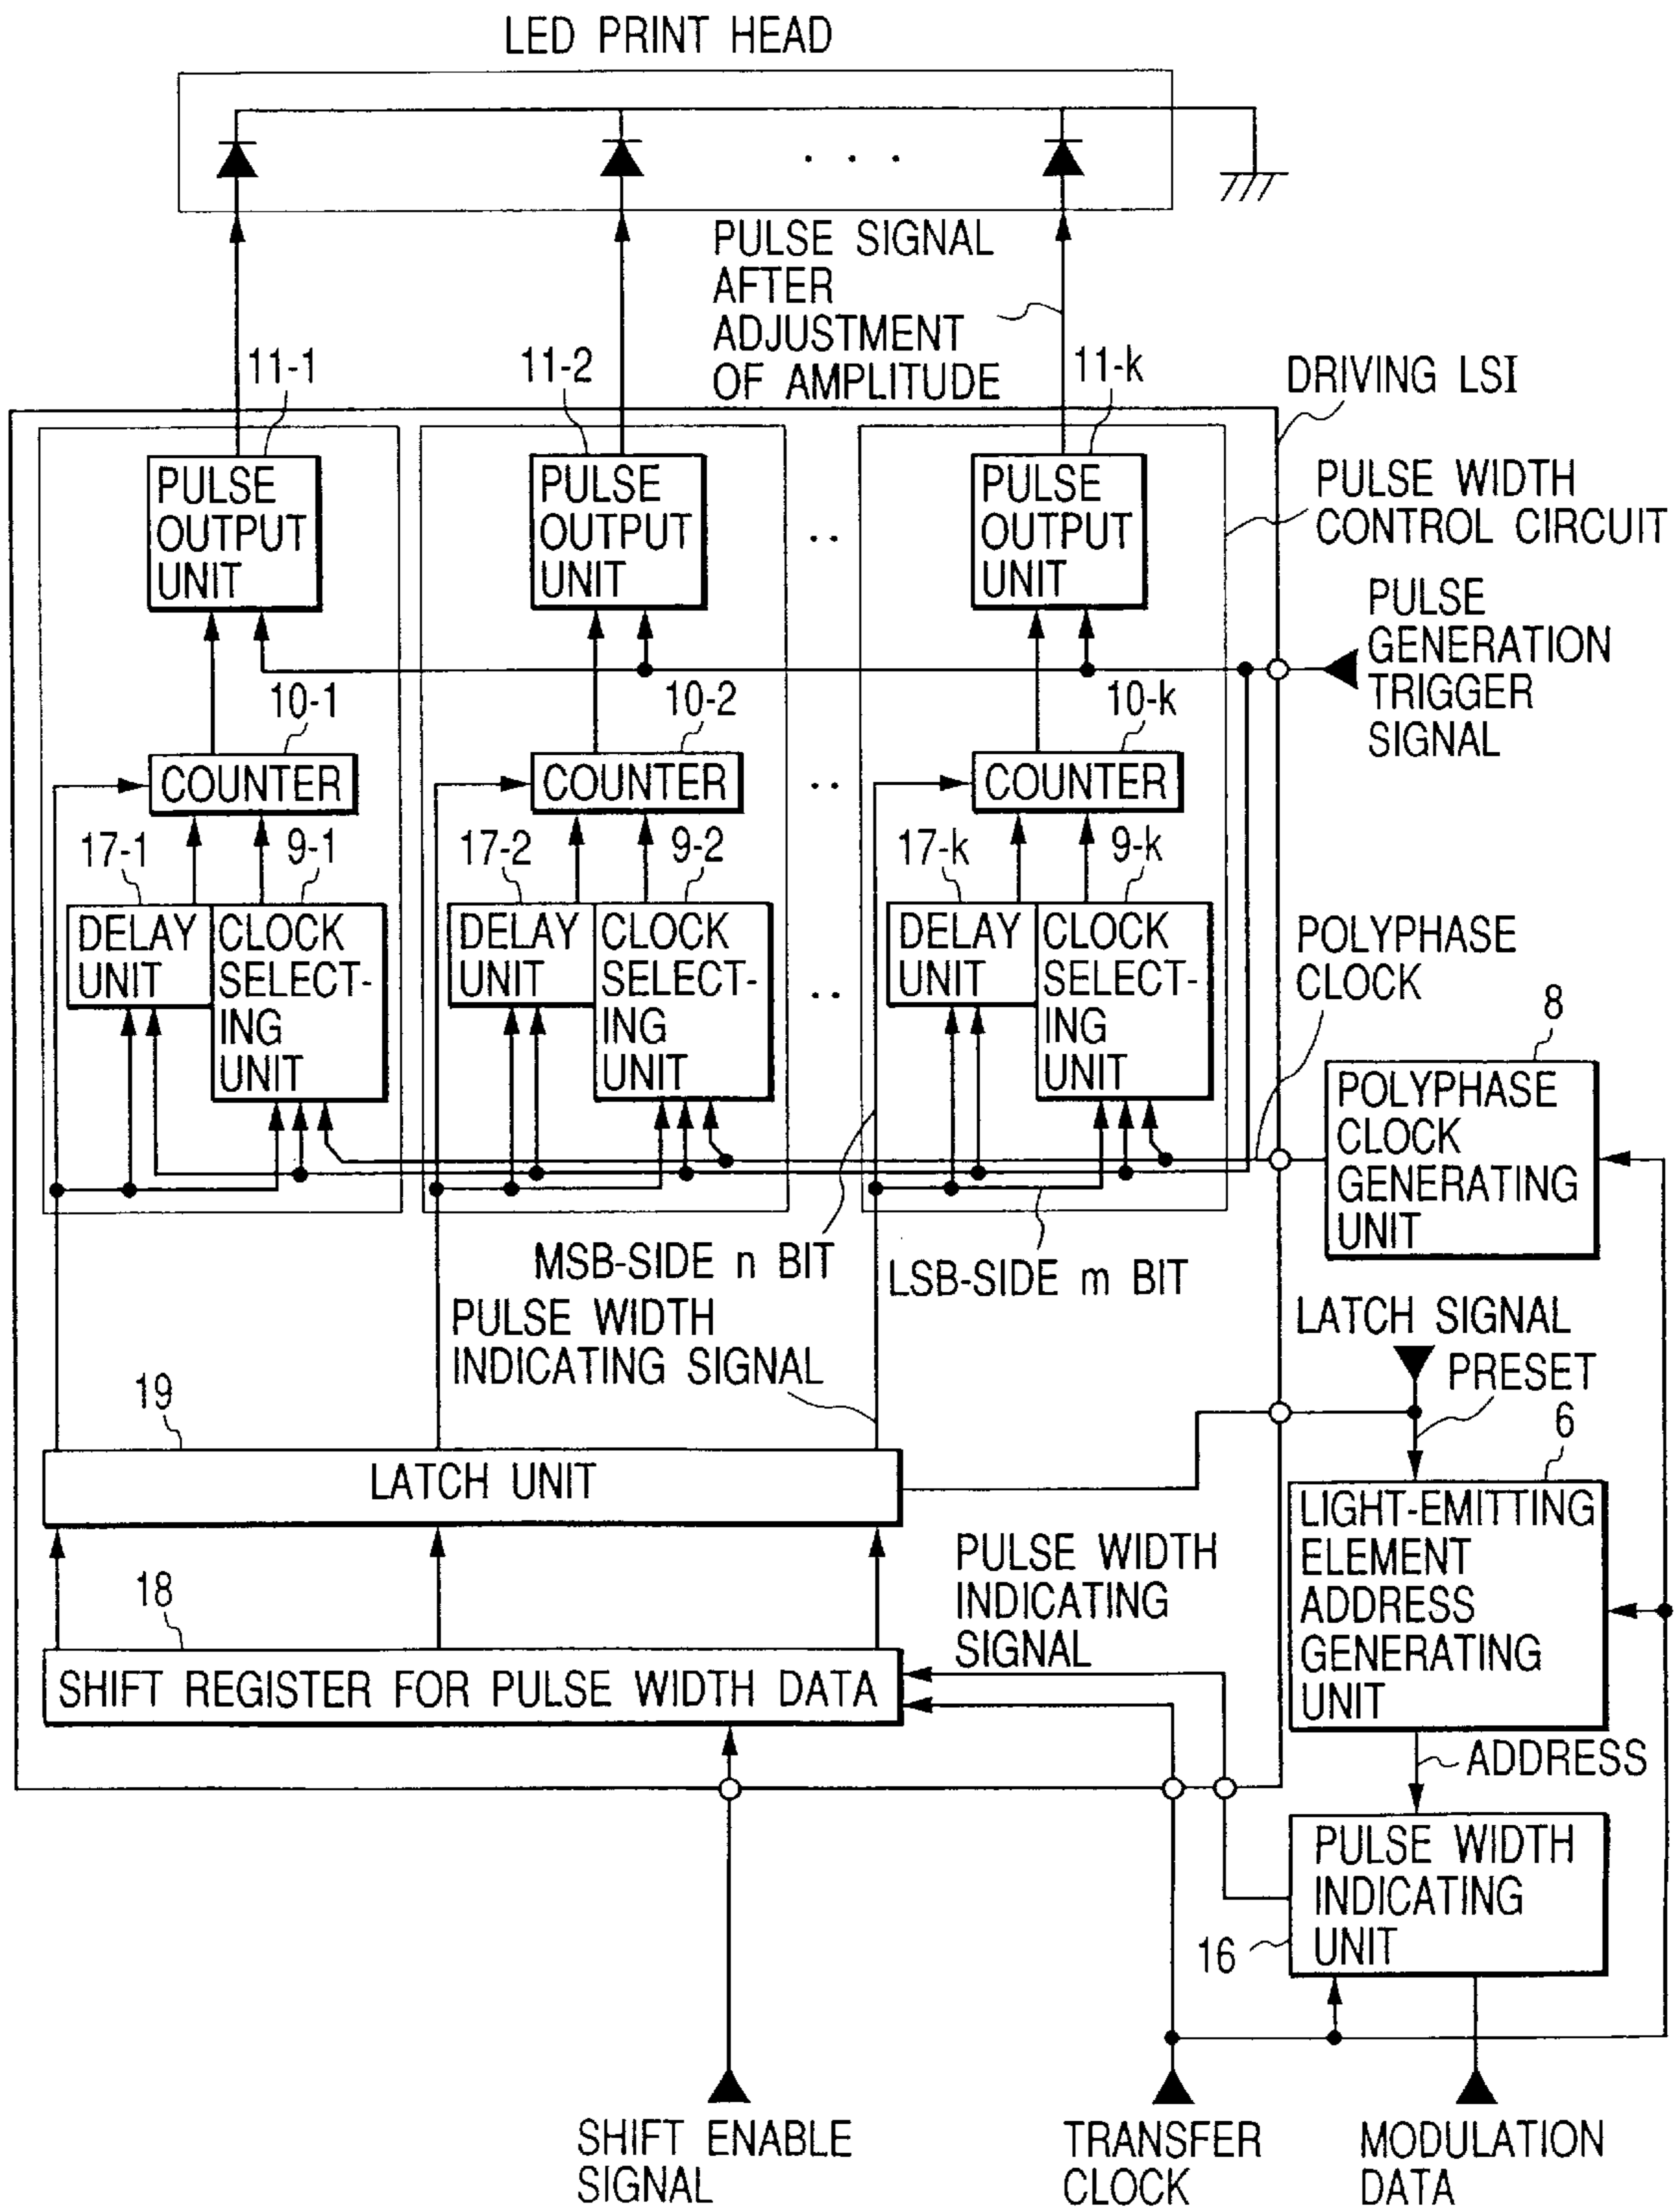 LED PRINT HEAD
. . .
PULSE SIGNAL
AFTER
ADJUSTMENT
OF AMPLITUDE
11-1
11-2
11-k
DRIVING LSI
PULSE
OUTPUT
UNIT
PULSE
OUTPUT
UNIT
..
PULSE
OUTPUT
UNIT
PULSE WIDTH
CONTROL CIRCUIT
PULSE
GENERATION
TRIGGER
SIGNAL
10-1
10-2
10-k
COUNTER
COUNTER
..
COUNTER
17-1
9-1
17-2
9-2
17-k
9-k
DELAY
UNIT
CLOCK
SELECT-
ING
UNIT
DELAY
UNIT
CLOCK
SELECT-
ING
UNIT
..
DELAY
UNIT
CLOCK
SELECT-
ING
UNIT
POLYPHASE
CLOCK
8
POLYPHASE
CLOCK
GENERATING
UNIT
MSB-SIDE n BIT
LSB-SIDE m BIT
PULSE WIDTH
INDICATING SIGNAL
LATCH SIGNAL
PRESET
19
6
LATCH UNIT
LIGHT-EMITTING
ELEMENT
ADDRESS
GENERATING
UNIT
PULSE WIDTH
INDICATING
SIGNAL
18
SHIFT REGISTER FOR PULSE WIDTH DATA
ADDRESS
PULSE WIDTH
INDICATING
UNIT
16
SHIFT ENABLE
SIGNAL
TRANSFER
CLOCK
MODULATION
DATA